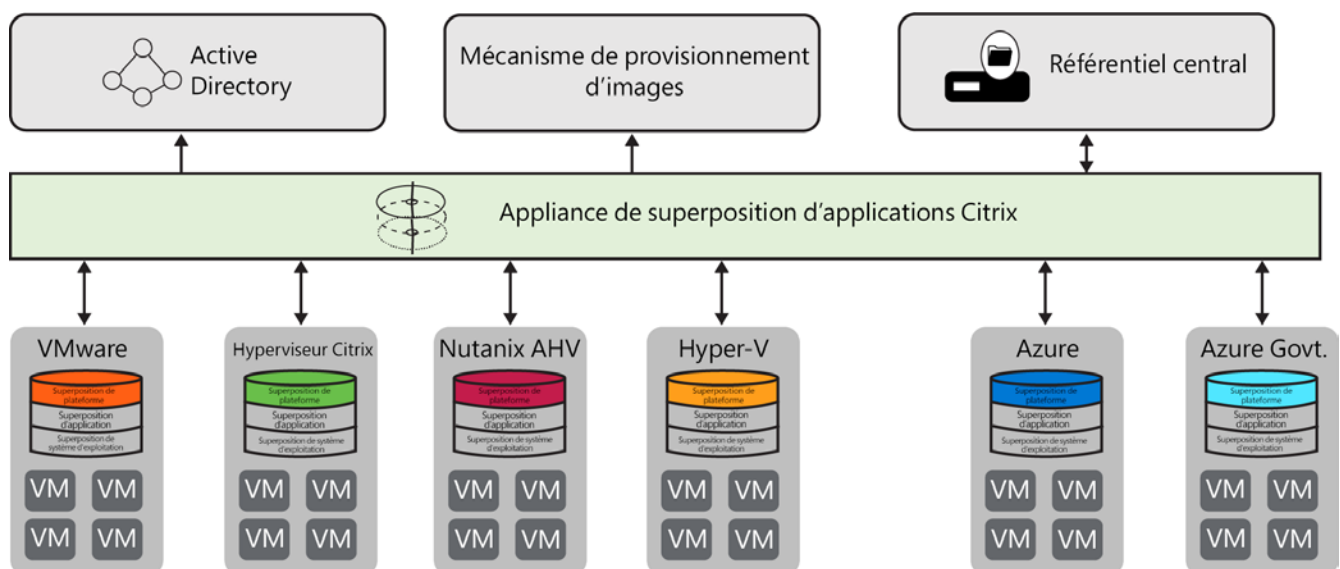 Active
Directory
Mécanisme de provisionnement
d'images
Référentiel central
Appliance de superposition d'applications Citrix
VMware
Superposition de
plateforme
Superposition
d'application
Superposition de
système d'exploitation
VM VM
VM VM
Hyperviseur Citrix
Superposition de
plateforme
Superposition
d'application
Superposition de système
d'exploitation
VM VM
VM VM
Nutanix AHV
Superposition de
plateforme
Superposition
d'application
Superposition de système
d'exploitation
VM VM
VM VM
Hyper-V
Superposition de
plateforme
Superposition
d'application
Superposition de système
d'exploitation
VM VM
VM VM
Azure
Superposition de
plateforme
Superposition
d'application
Superposition de système
d'exploitation
VM VM
VM VM
Azure Govt.
Superposition de
plateforme
Superposition
d'application
Superposition de système
d'exploitation
VM VM
VM VM